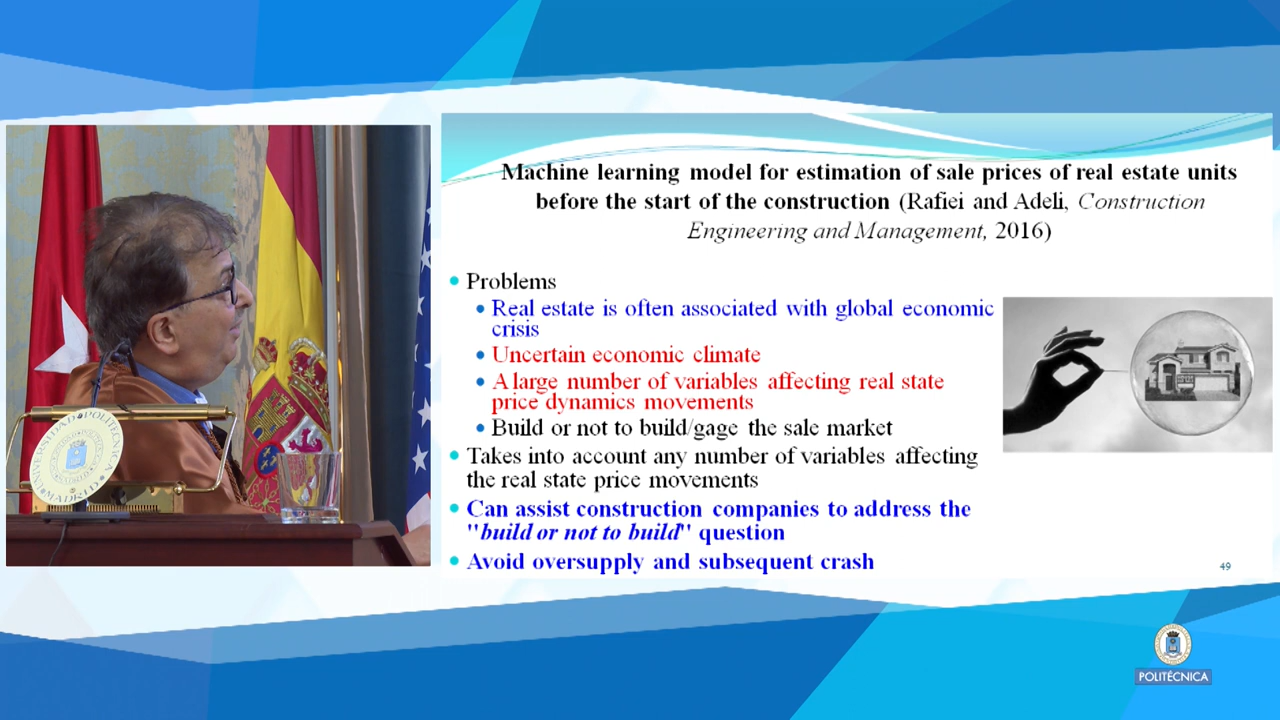 Machine learning model for estimation of sale prices of real estate units
before the start of the construction (Rafiei and Adeli, Construction
Engineering and Management, 2016)
Problems
Real estate is often associated with global economic
crisis
Uncertain economic climate
A large number of variables affecting real state
price dynamics movements
Build or not to build/gage the sale market
Takes into account any number of variables affecting
the real state price movements
Can assist construction companies to address the
"build or not to build" question
Avoid oversupply and subsequent crash
49
UNIVERSIDAD POLITÉCNICA
MADRID
POLITÉCNICA